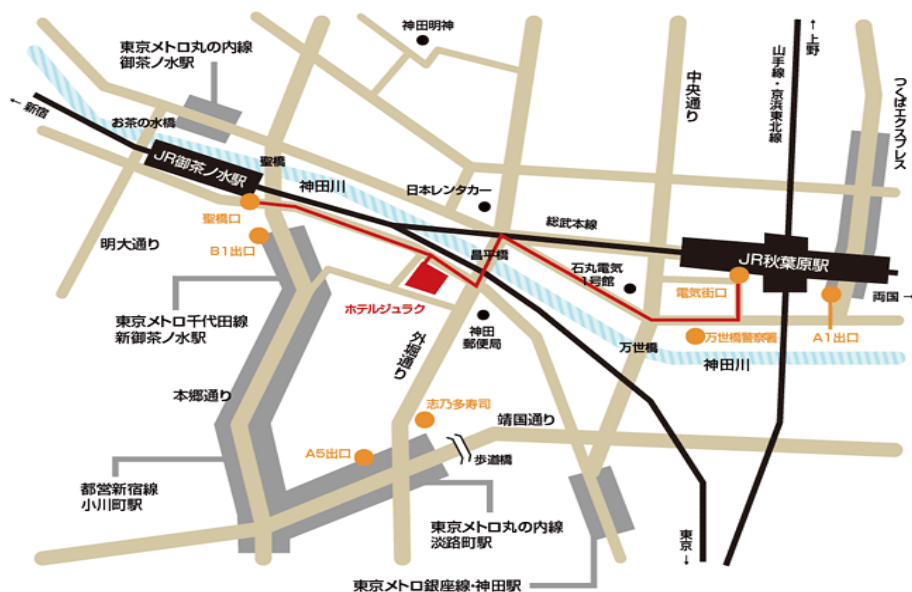 神田明神
東京メトロ丸の内線
御茶ノ水駅
←新宿
お茶の水橋
JR御茶ノ水駅
聖橋
神田川
聖橋口
B1出口
明大通り
中央通り
←上野
山手線・京浜東北線
つくばエクスプレス
日本レンタカー
総武本線
昌平橋
石丸電気
1号館
JR秋葉原駅
電気街口
両国→
ホテルジュラク
神田
郵便局
外堀通り
万世橋
万世橋警察署
A1出口
神田川
東京メトロ千代田線
新御茶ノ水駅
本郷通り
志乃多寿司
靖国通り
A5出口
歩道橋
都営新宿線
小川町駅
東京メトロ丸の内線
淡路町駅
東京→
東京メトロ銀座線・神田駅